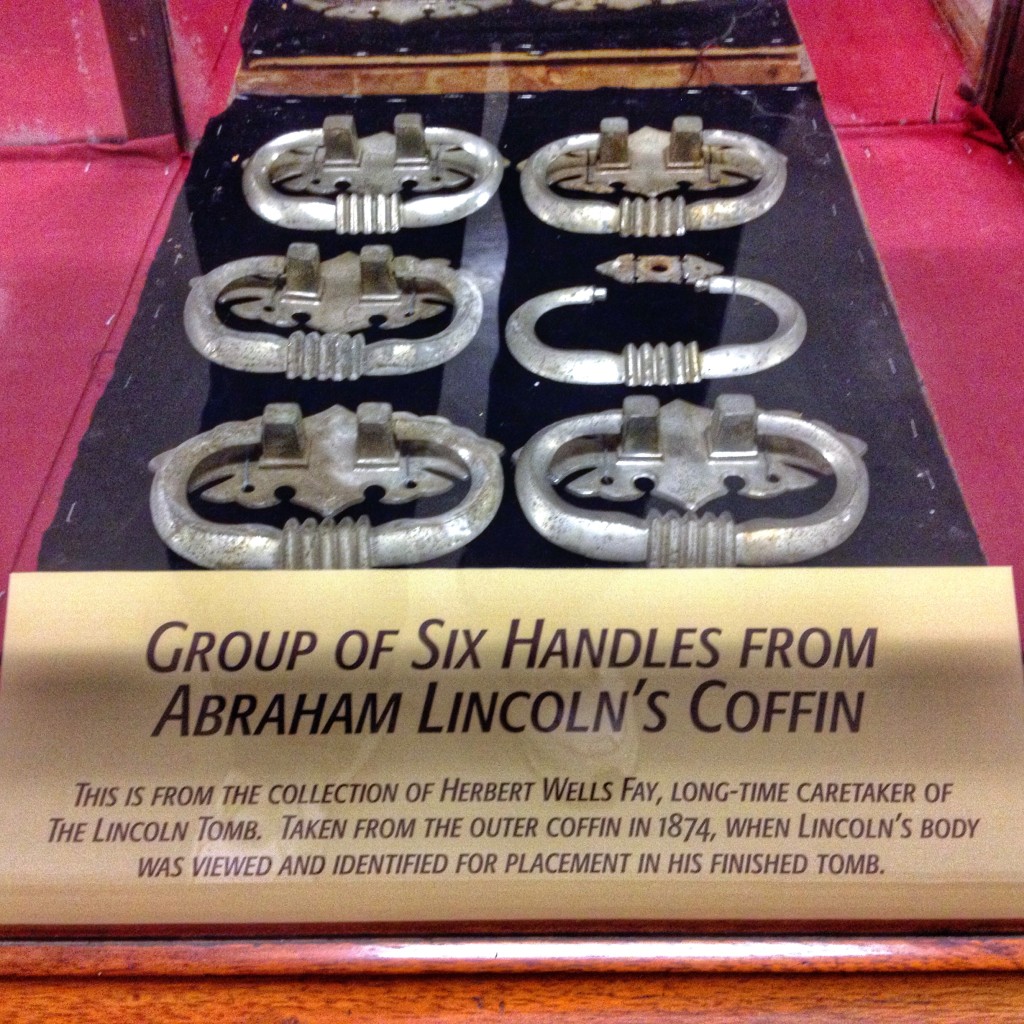 Group of Six Handles from
Abraham Lincoln's Coffin
This is from the collection of Herbert Wells Fay, long-time caretaker of
The Lincoln Tomb. Taken from the outer coffin in 1874, when Lincoln's body
was viewed and identified for placement in his finished tomb.